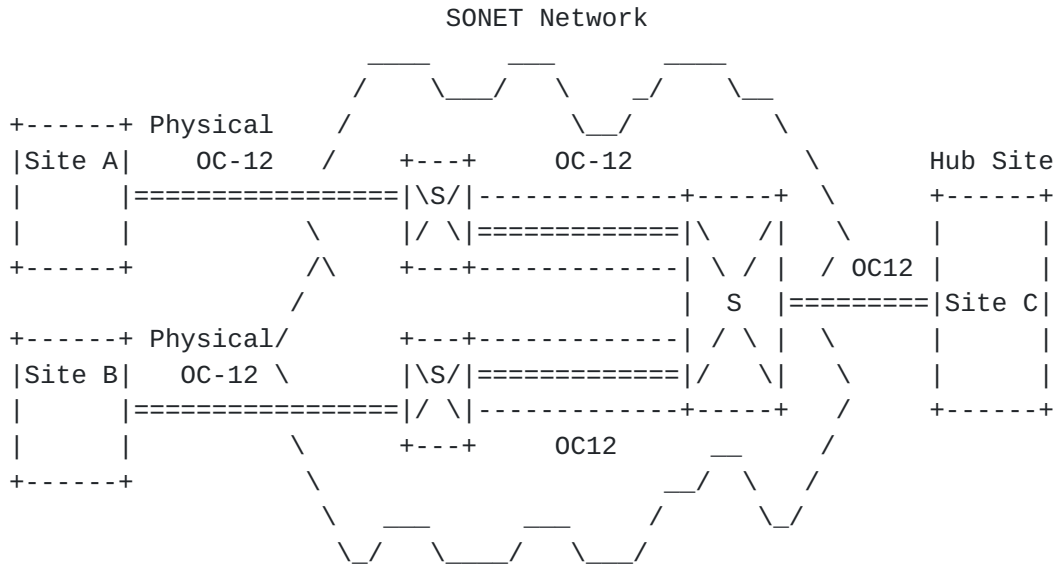 SONET Network
Physical
Site A OC-12 OC-12 Hub Site
S
OC12
S Site C
Physical
Site B OC-12 S
OC12